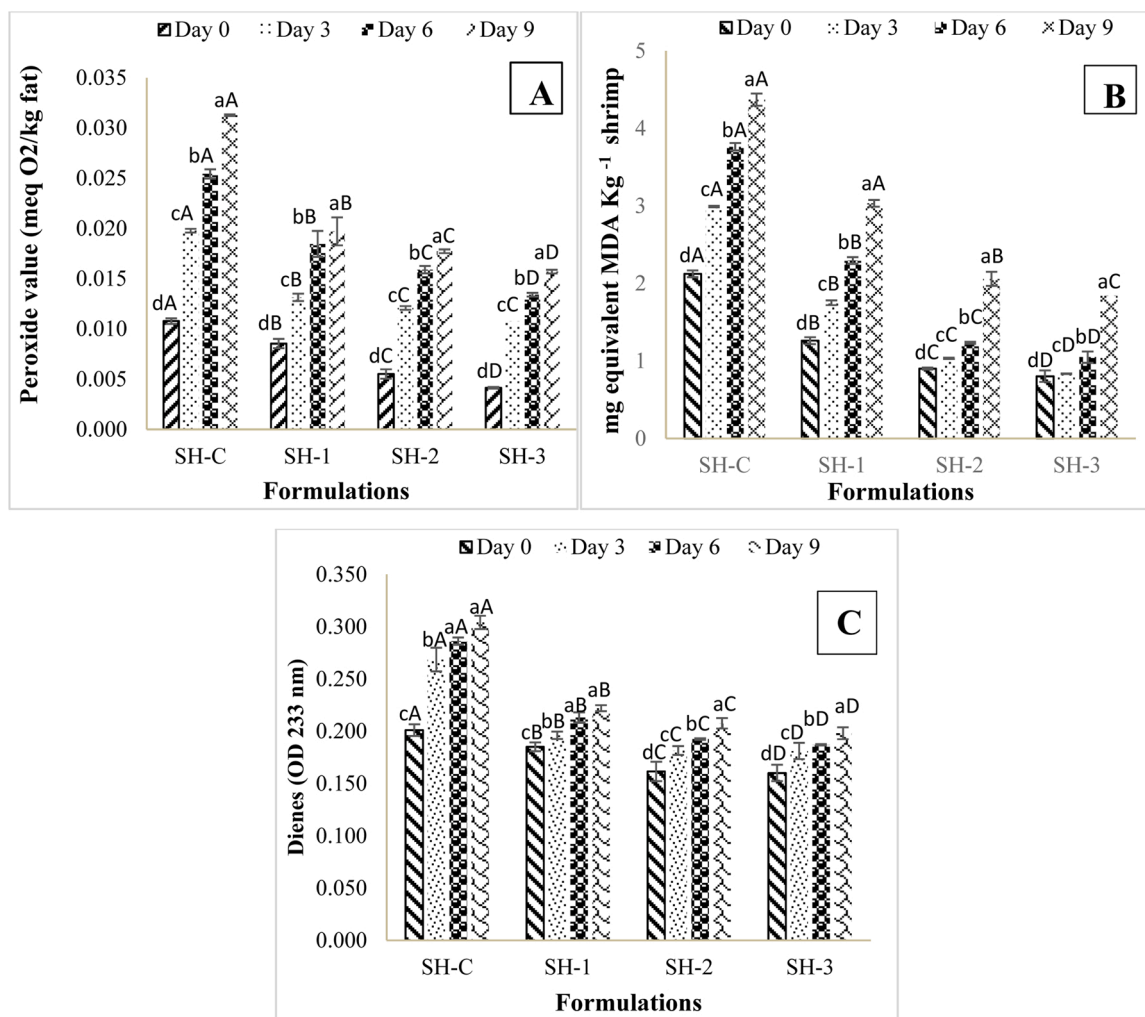 Day 0 Day 3 Day 6 Day 9
A
Peroxide value (meq O2/kg fat)
0.035
0.030
0.025
0.020
0.015
0.010
0.005
0.000
dA cA bA aA
dB cB bB aB
dC cC bC aC
dD cC bD aD
SH-C SH-1 SH-2 SH-3
Formulations
Day 0 Day 3 Day 6 Day 9
B
mg equivalent MDA Kg⁻¹ shrimp
5
4
3
2
1
0
dA cA bA aA
dB cB bB aA
dC cC bC aB
dD cD bD aC
SH-C SH-1 SH-2 SH-3
Formulations
Day 0 Day 3 Day 6 Day 9
C
Dienes (OD 233 nm)
0.350
0.300
0.250
0.200
0.150
0.100
0.050
0.000
cA bA aA aA
cB bB aB aB
dC cC bC aC
dD cD bD aD
SH-C SH-1 SH-2 SH-3
Formulations